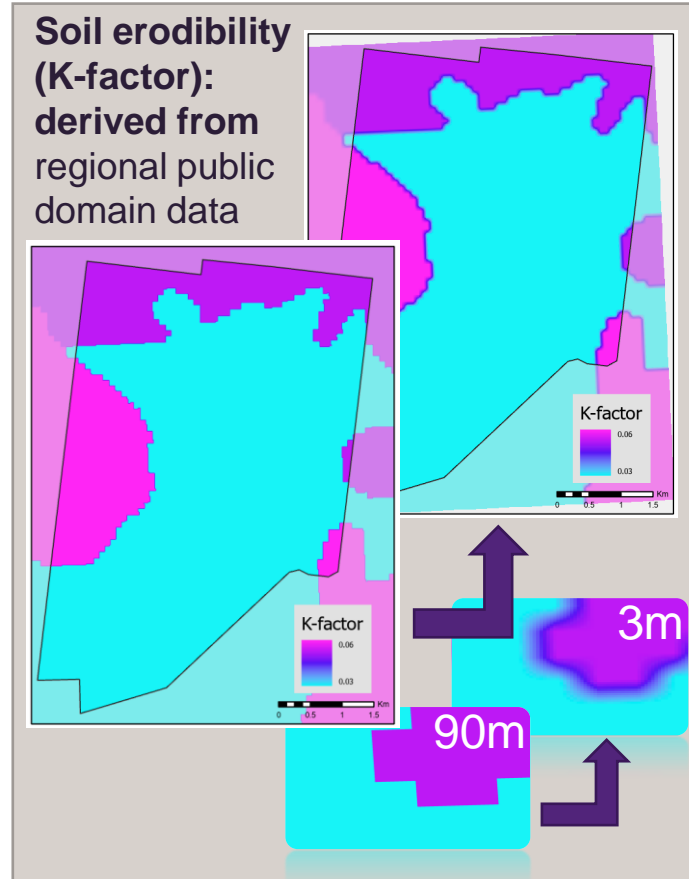 Soil erodibility
(K-factor):
derived from
regional public
domain data
K-factor
0.06
0.03
0 0.5 1 1.5
Km
K-factor
0.06
0.03
0 0.5 1 1.5
Km
3m
90m